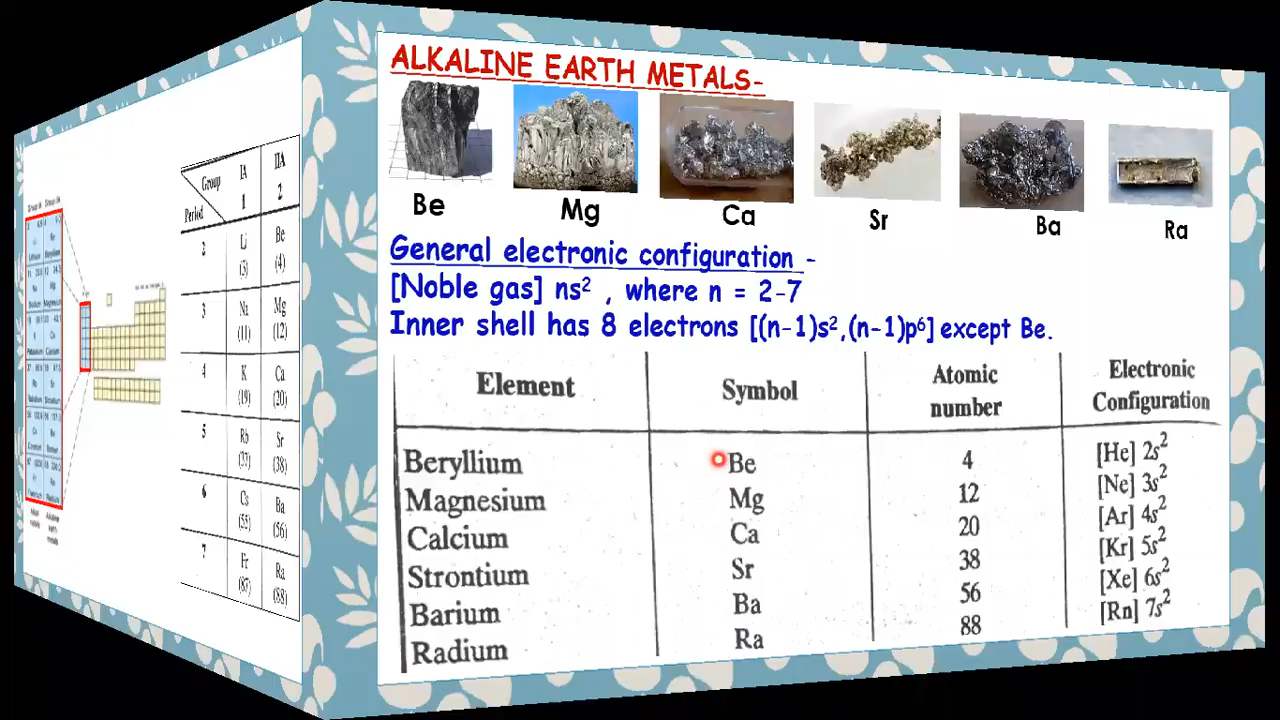 Group
IA
IIA
1
2
Period
2
Li
Be
(3)
(4)
3
Na
Mg
(11)
(12)
4
K
Ca
(19)
(20)
5
Rb
Sr
(37)
(38)
6
Cs
Ba
(55)
(56)
7
Fr
Ra
(87)
(88)
ALKALINE EARTH METALS-
Be Mg Ca Sr Ba Ra
General electronic configuration -
[Noble gas] ns² , where n = 2-7
Inner shell has 8 electrons [(n-1)s²,(n-1)p⁶] except Be.
Element Symbol Atomic number Electronic Configuration
Beryllium Be 4 [He] 2s²
Magnesium Mg 12 [Ne] 3s²
Calcium Ca 20 [Ar] 4s²
Strontium Sr 38 [Kr] 5s²
Barium Ba 56 [Xe] 6s²
Radium Ra 88 [Rn] 7s²